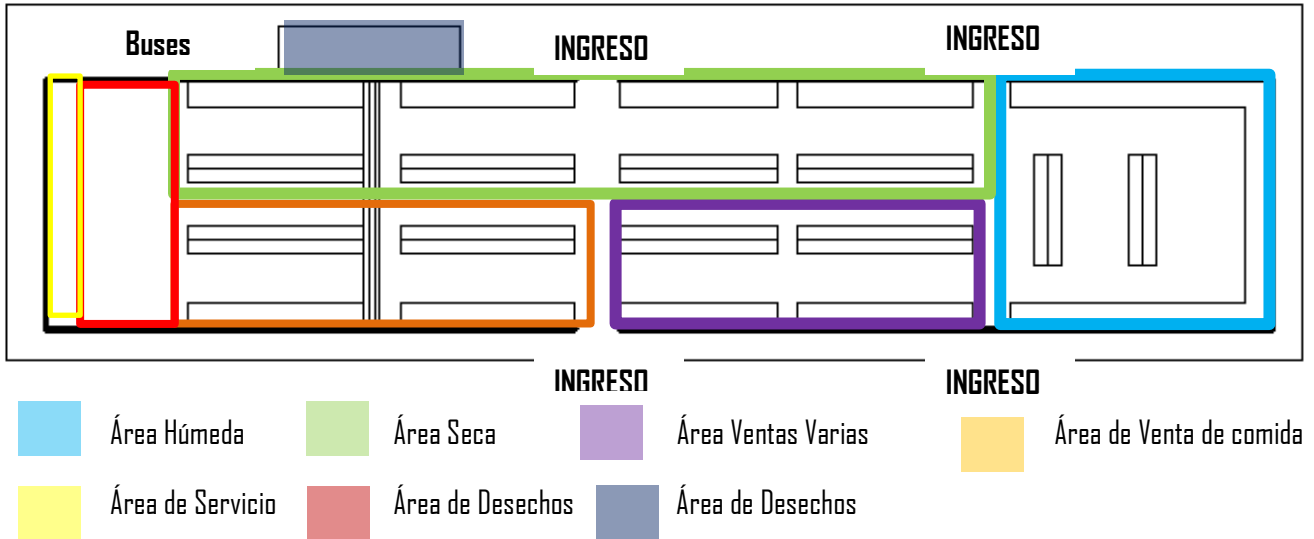 Buses
INGRESO
INGRESO
INGRESO
INGRESO
Área Húmeda
Área Seca
Área Ventas Varias
Área de Venta de comida
Área de Servicio
Área de Desechos
Área de Desechos